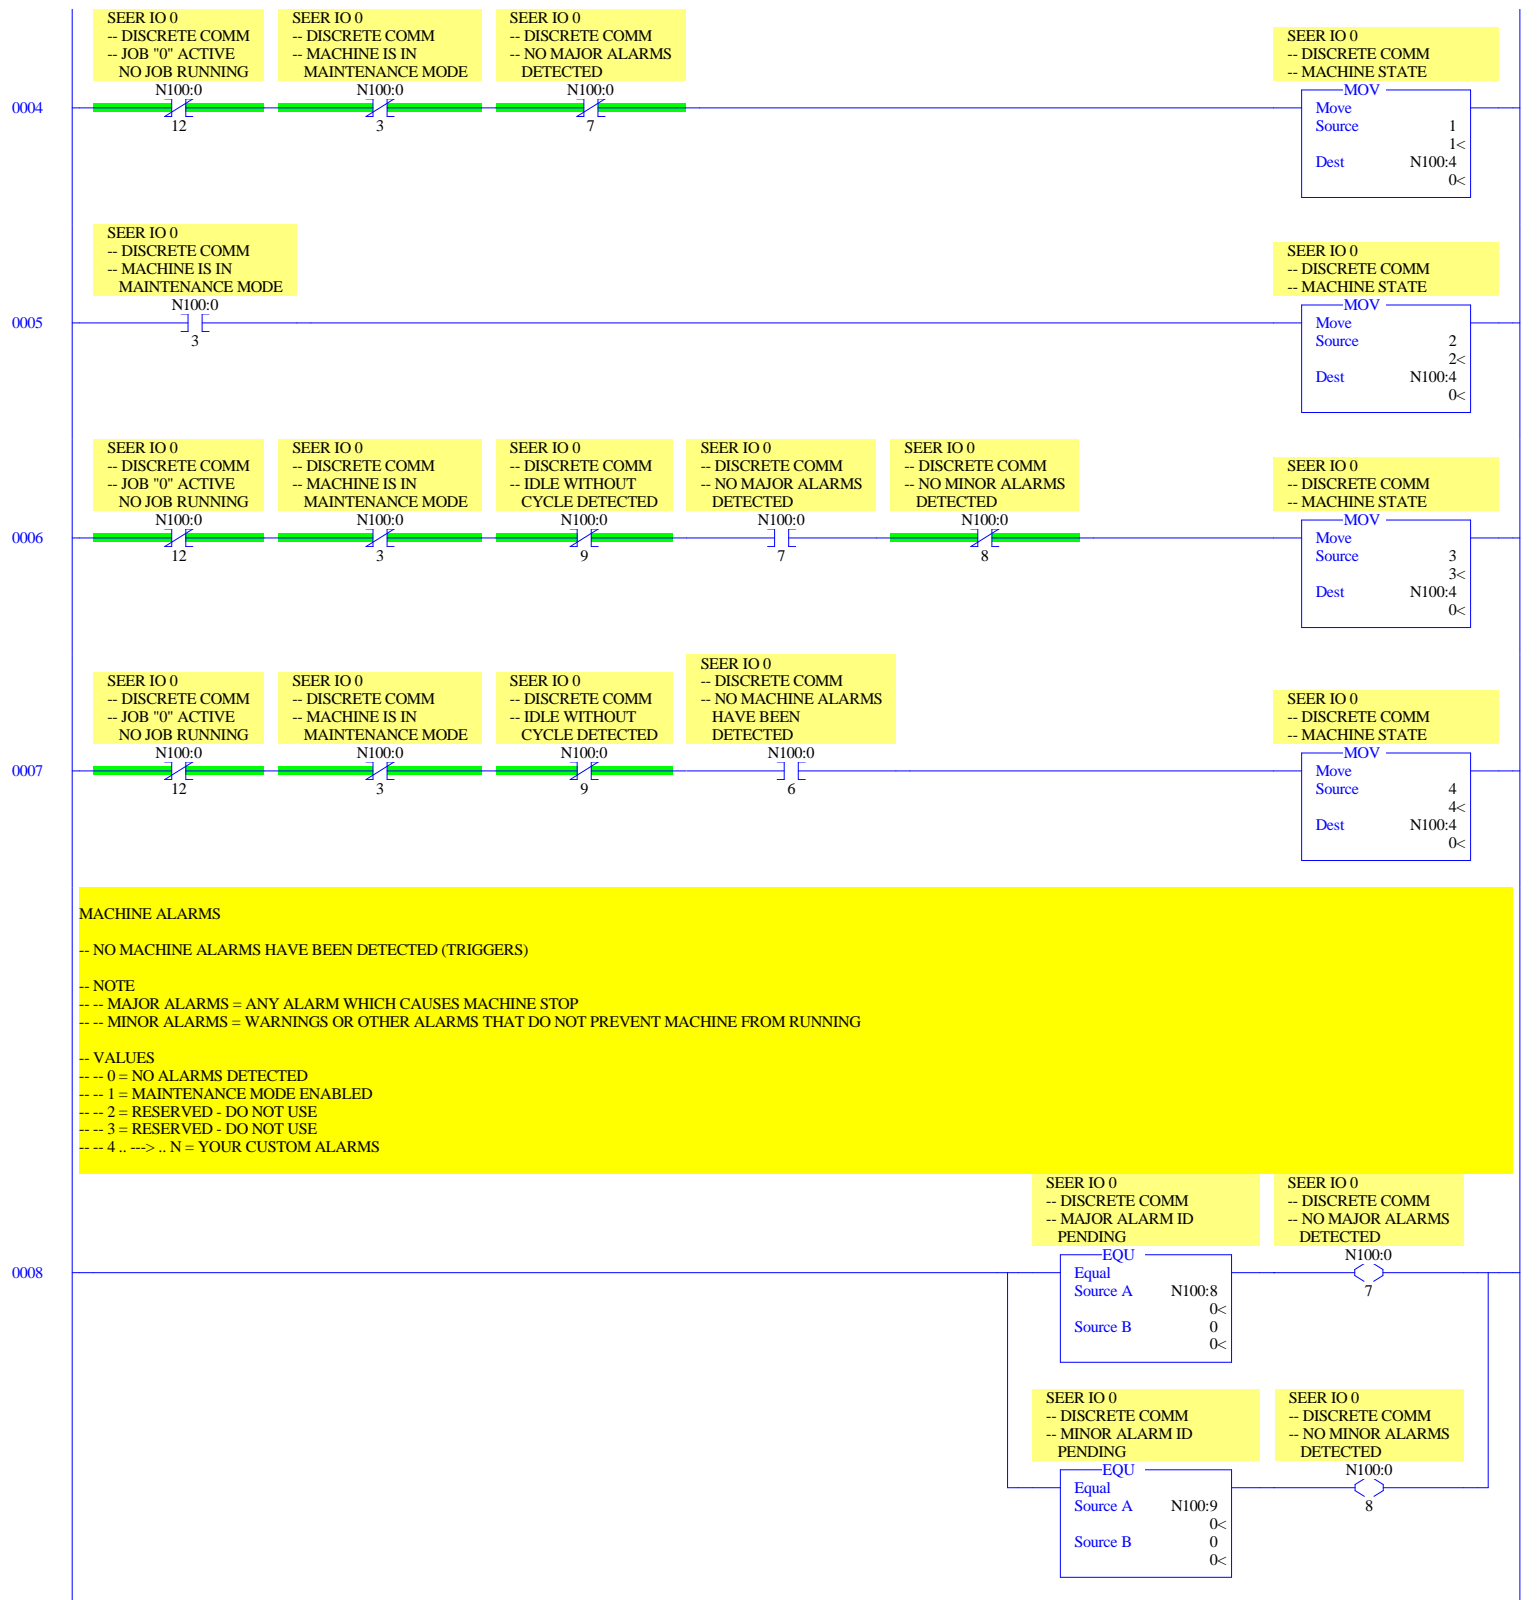 SEER IO 0
-- DISCRETE COMM
-- JOB "0" ACTIVE
NO JOB RUNNING
N100:0
12
SEER IO 0
-- DISCRETE COMM
-- MACHINE IS IN
MAINTENANCE MODE
N100:0
3
SEER IO 0
-- DISCRETE COMM
-- NO MAJOR ALARMS
DETECTED
N100:0
7
SEER IO 0
-- DISCRETE COMM
-- MACHINE STATE
0004
MOV
Move
Source 1
1<
Dest N100:4
0<
SEER IO 0
-- DISCRETE COMM
-- MACHINE IS IN
MAINTENANCE MODE
N100:0
3
SEER IO 0
-- DISCRETE COMM
-- MACHINE STATE
0005
MOV
Move
Source 2
2<
Dest N100:4
0<
SEER IO 0
-- DISCRETE COMM
-- JOB "0" ACTIVE
NO JOB RUNNING
N100:0
12
SEER IO 0
-- DISCRETE COMM
-- MACHINE IS IN
MAINTENANCE MODE
N100:0
3
SEER IO 0
-- DISCRETE COMM
-- IDLE WITHOUT
CYCLE DETECTED
N100:0
9
SEER IO 0
-- DISCRETE COMM
-- NO MAJOR ALARMS
DETECTED
N100:0
7
SEER IO 0
-- DISCRETE COMM
-- NO MINOR ALARMS
DETECTED
N100:0
8
SEER IO 0
-- DISCRETE COMM
-- MACHINE STATE
0006
MOV
Move
Source 3
3<
Dest N100:4
0<
SEER IO 0
-- DISCRETE COMM
-- JOB "0" ACTIVE
NO JOB RUNNING
N100:0
12
SEER IO 0
-- DISCRETE COMM
-- MACHINE IS IN
MAINTENANCE MODE
N100:0
3
SEER IO 0
-- DISCRETE COMM
-- IDLE WITHOUT
CYCLE DETECTED
N100:0
9
SEER IO 0
-- DISCRETE COMM
-- NO MACHINE ALARMS
HAVE BEEN
DETECTED
N100:0
6
SEER IO 0
-- DISCRETE COMM
-- MACHINE STATE
0007
MOV
Move
Source 4
4<
Dest N100:4
0<
MACHINE ALARMS
-- NO MACHINE ALARMS HAVE BEEN DETECTED (TRIGGERS)
-- NOTE
-- -- MAJOR ALARMS = ANY ALARM WHICH CAUSES MACHINE STOP
-- -- MINOR ALARMS = WARNINGS OR OTHER ALARMS THAT DO NOT PREVENT MACHINE FROM RUNNING
-- VALUES
-- -- 0 = NO ALARMS DETECTED
-- -- 1 = MAINTENANCE MODE ENABLED
-- -- 2 = RESERVED - DO NOT USE
-- -- 3 = RESERVED - DO NOT USE
-- -- 4 .. ---> .. N = YOUR CUSTOM ALARMS
SEER IO 0
-- DISCRETE COMM
-- MAJOR ALARM ID
PENDING
SEER IO 0
-- DISCRETE COMM
-- NO MAJOR ALARMS
DETECTED
0008
EQU
Equal
Source A N100:8
0<
Source B 0
0<
N100:0
7
SEER IO 0
-- DISCRETE COMM
-- MINOR ALARM ID
PENDING
SEER IO 0
-- DISCRETE COMM
-- NO MINOR ALARMS
DETECTED
EQU
Equal
Source A N100:9
0<
Source B 0
0<
N100:0
8